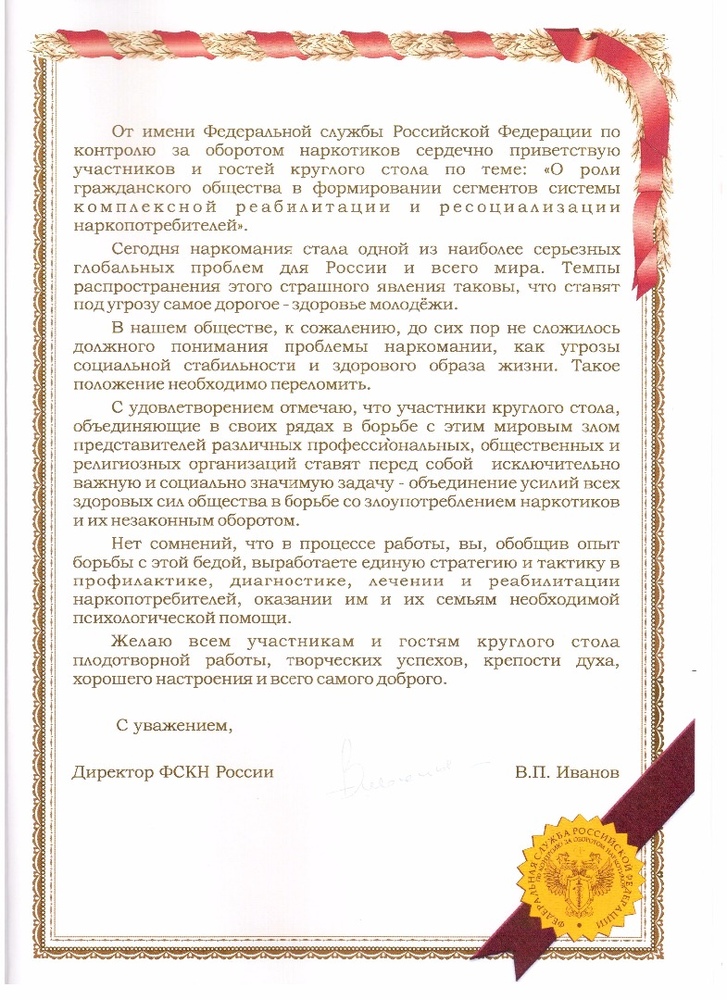 От имени Федеральной службы Российской Федерации по
контролю за оборотом наркотиков сердечно приветствую
участников и гостей круглого стола по теме: «О роли
гражданского общества в формировании сегментов системы
комплексной реабилитации и ресоциализации
наркопотребителей».
Сегодня наркомания стала одной из наиболее серьезных
глобальных проблем для России и всего мира. Темпы
распространения этого страшного явления таковы, что ставят
под угрозу самое дорогое - здоровье молодёжи.
В нашем обществе, к сожалению, до сих пор не сложилось
должного понимания проблемы наркомании, как угрозы
социальной стабильности и здорового образа жизни. Такое
положение необходимо переломить.
С удовлетворением отмечаю, что участники круглого стола,
объединяющие в своих рядах в борьбе с этим мировым злом
представителей различных профессиональных, общественных и
религиозных организаций ставят перед собой исключительно
важную и социально значимую задачу - объединение усилий всех
здоровых сил общества в борьбе со злоупотреблением наркотиков
и их незаконным оборотом.
Нет сомнений, что в процессе работы, вы, обобщив опыт
борьбы с этой бедой, выработаете единую стратегию и тактику в
профилактике, диагностике, лечении и реабилитации
наркопотребителей, оказании им и их семьям необходимой
психологической помощи.
Желаю всем участникам и гостям круглого стола
плодотворной работы, творческих успехов, крепости духа,
хорошего настроения и всего самого доброго.
С уважением,
Директор ФСКН России В.П. Иванов
ФЕДЕРАЛЬНАЯ СЛУЖБА РОССИЙСКОЙ ФЕДЕРАЦИИ
ПО КОНТРОЛЮ ЗА ОБОРОТОМ НАРКОТИКОВ